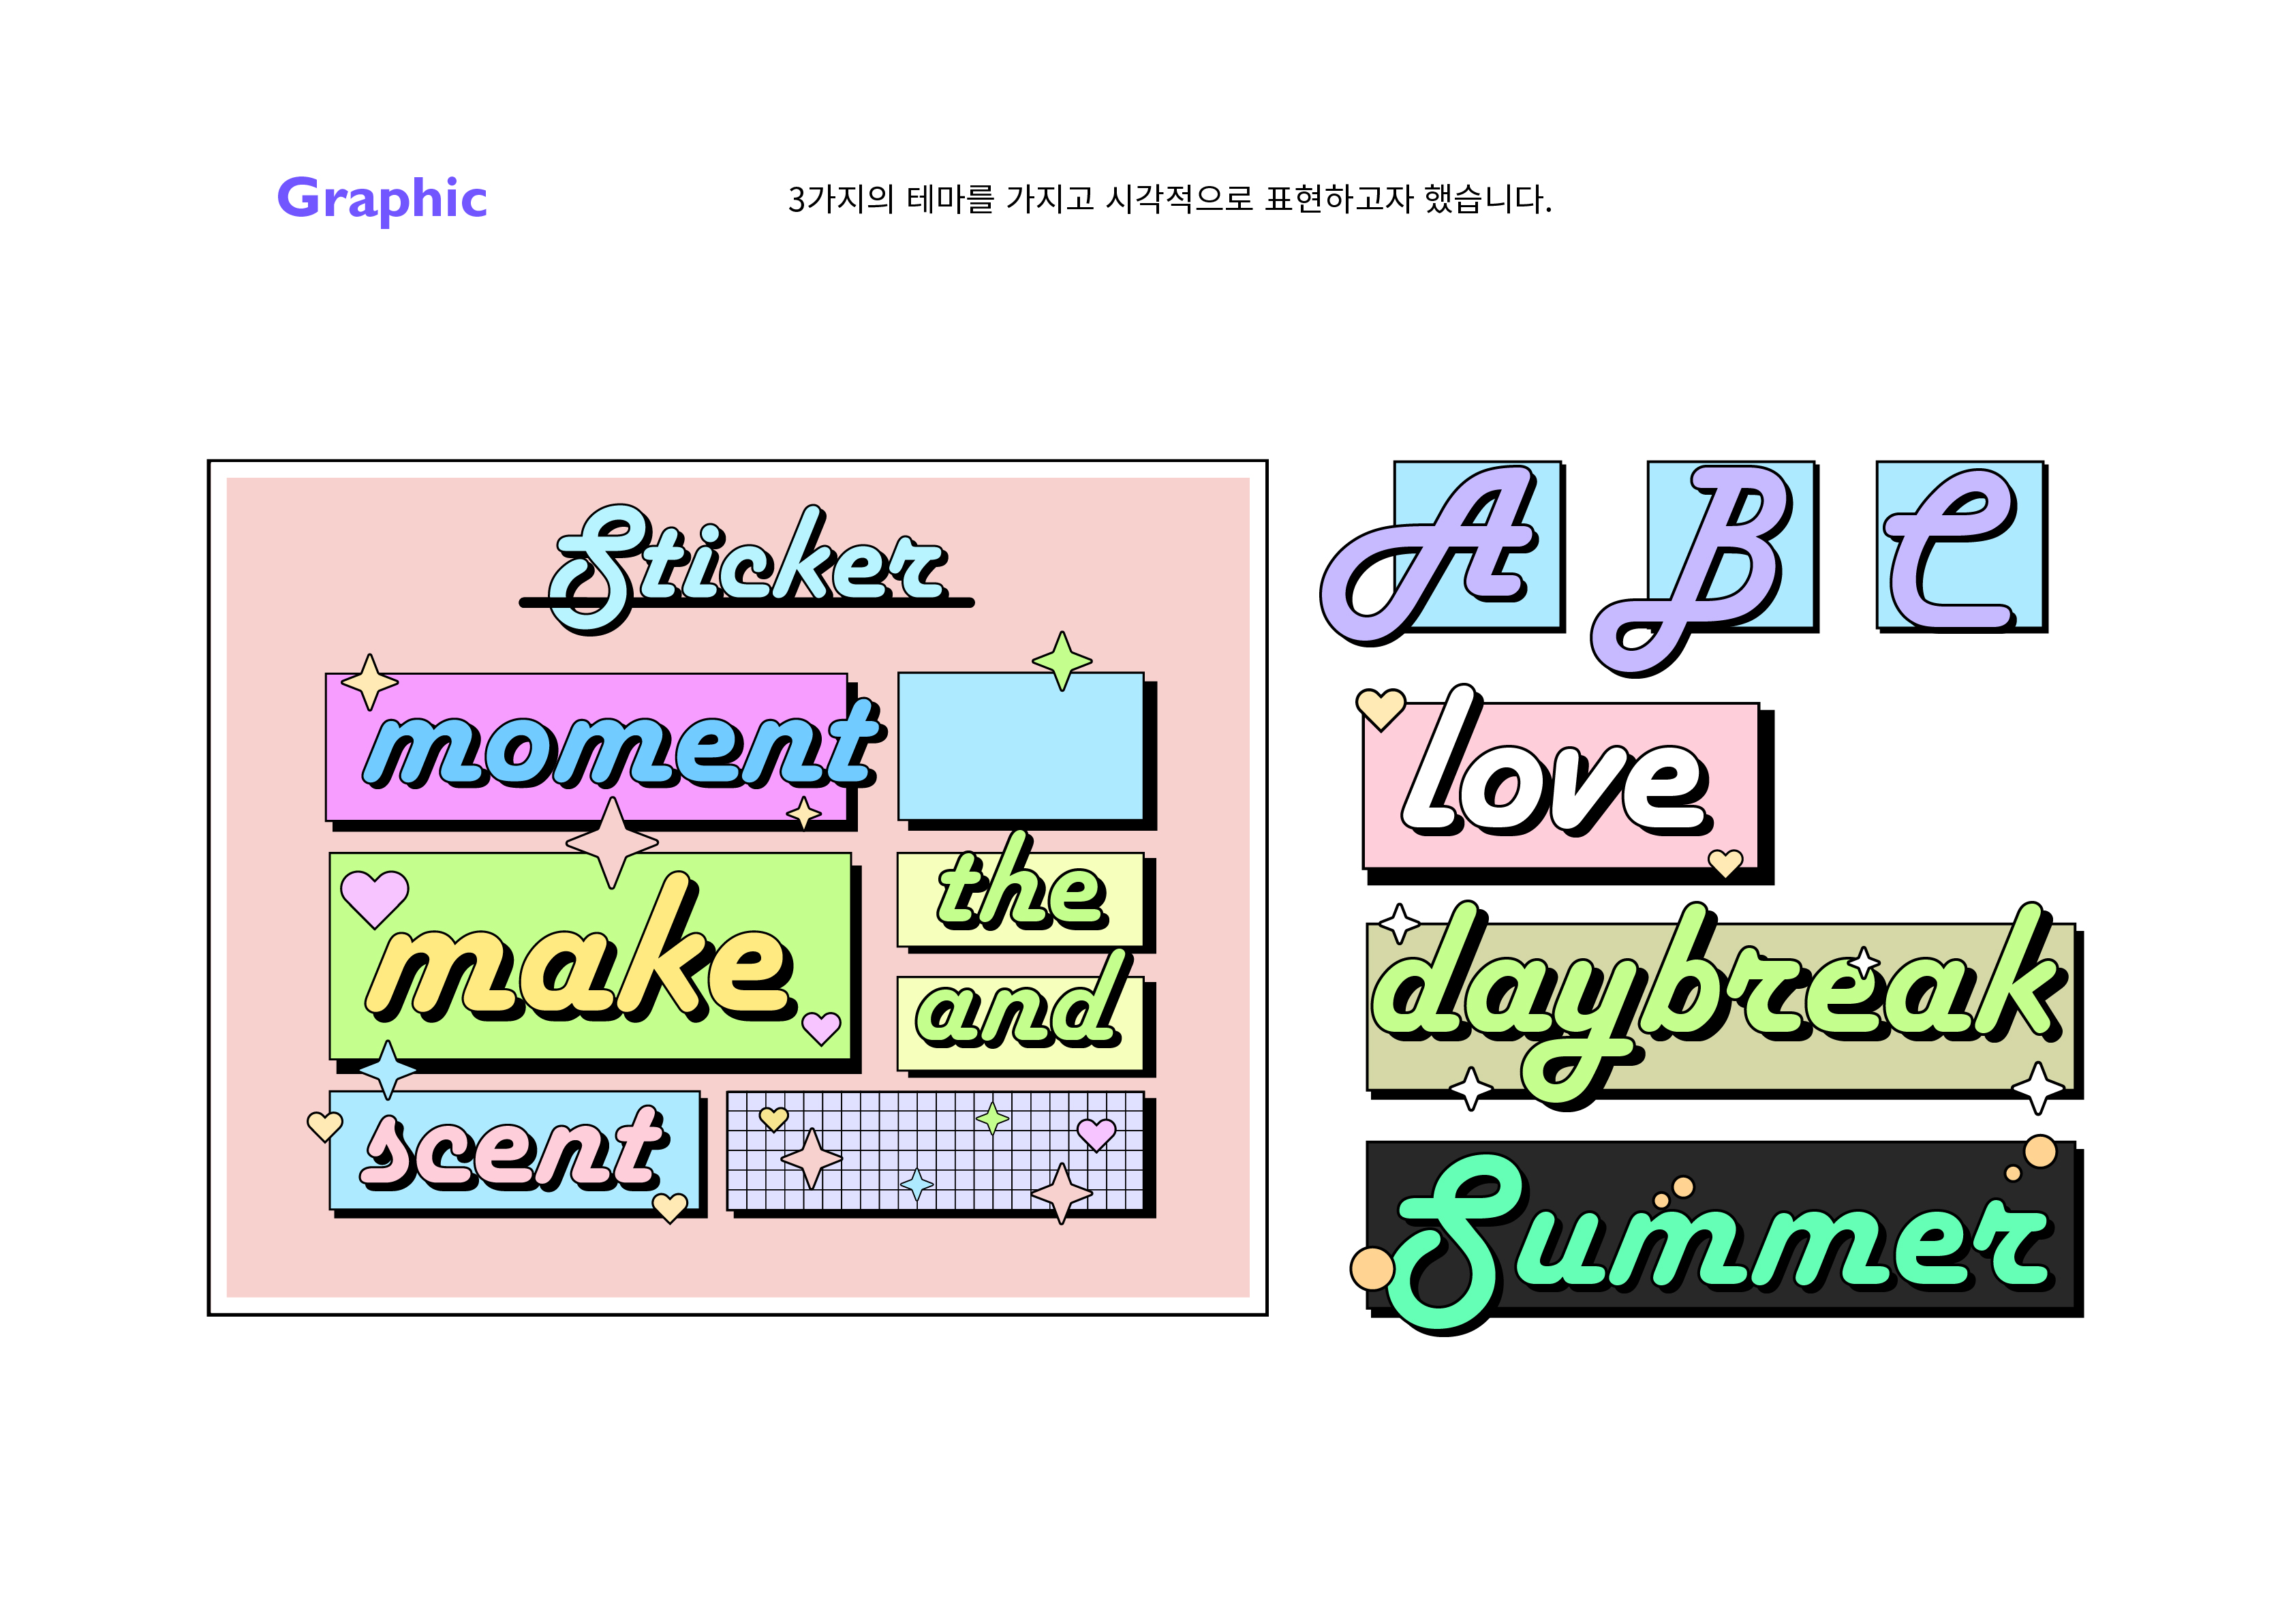 Graphic
3가지의 테마를 가지고 시각적으로 표현하고자 했습니다.
Sticker
moment
make
the
and
scent
A B C
love
daybreak
Summer